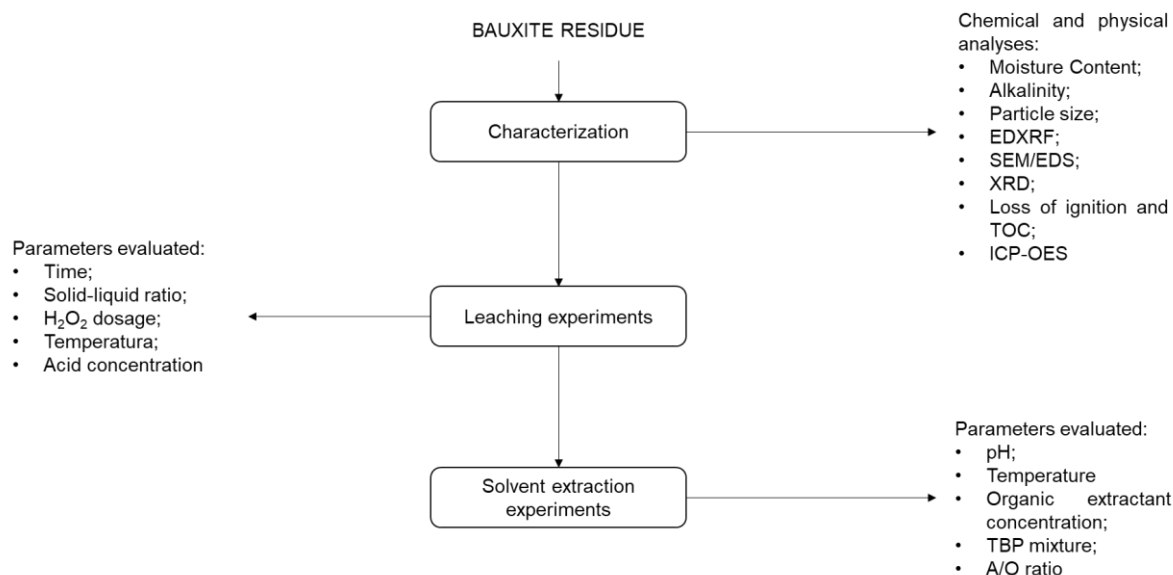 BAUXITE RESIDUE
Characterization
Chemical and physical
analyses:
• Moisture Content;
• Alkalinity;
• Particle size;
• EDXRF;
• SEM/EDS;
• XRD;
• Loss of ignition and
TOC;
• ICP-OES
Leaching experiments
Parameters evaluated:
• Time;
• Solid-liquid ratio;
• H₂O₂ dosage;
• Temperatura;
• Acid concentration
Solvent extraction
experiments
Parameters evaluated:
• pH;
• Temperature
• Organic extractant
concentration;
• TBP mixture;
• A/O ratio